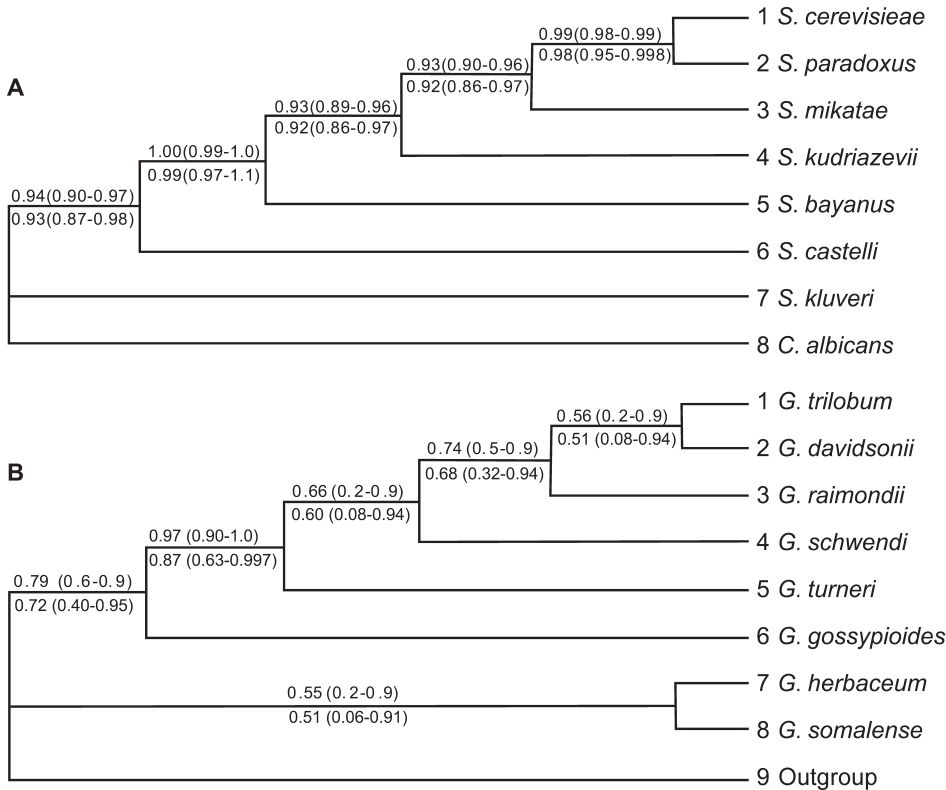 1 S. cerevisieae
0.99(0.98-0.99)
0.98(0.95-0.998)
2 S. paradoxus
0.93(0.90-0.96)
0.92(0.86-0.97)
A
0.93(0.89-0.96)
0.92(0.86-0.97)
3 S. mikatae
1.00(0.99-1.0)
0.99(0.97-1.1)
4 S. kudriazevii
0.94(0.90-0.97)
0.93(0.87-0.98)
5 S. bayanus
6 S. castelli
7 S. kluveri
8 C. albicans
1 G. trilobum
0.56 (0.2-0.9)
0.51 (0.08-0.94)
2 G. davidsonii
0.74 (0.5-0.9)
0.68 (0.32-0.94)
B
0.66 (0.2-0.9)
0.60 (0.08-0.94)
3 G. raimondii
0.97 (0.90-1.0)
0.87 (0.63-0.997)
4 G. schwendi
0.79 (0.6-0.9)
0.72 (0.40-0.95)
5 G. turneri
6 G. gossypioides
0.55 (0.2-0.9)
0.51 (0.06-0.91)
7 G. herbaceum
8 G. somalense
9 Outgroup